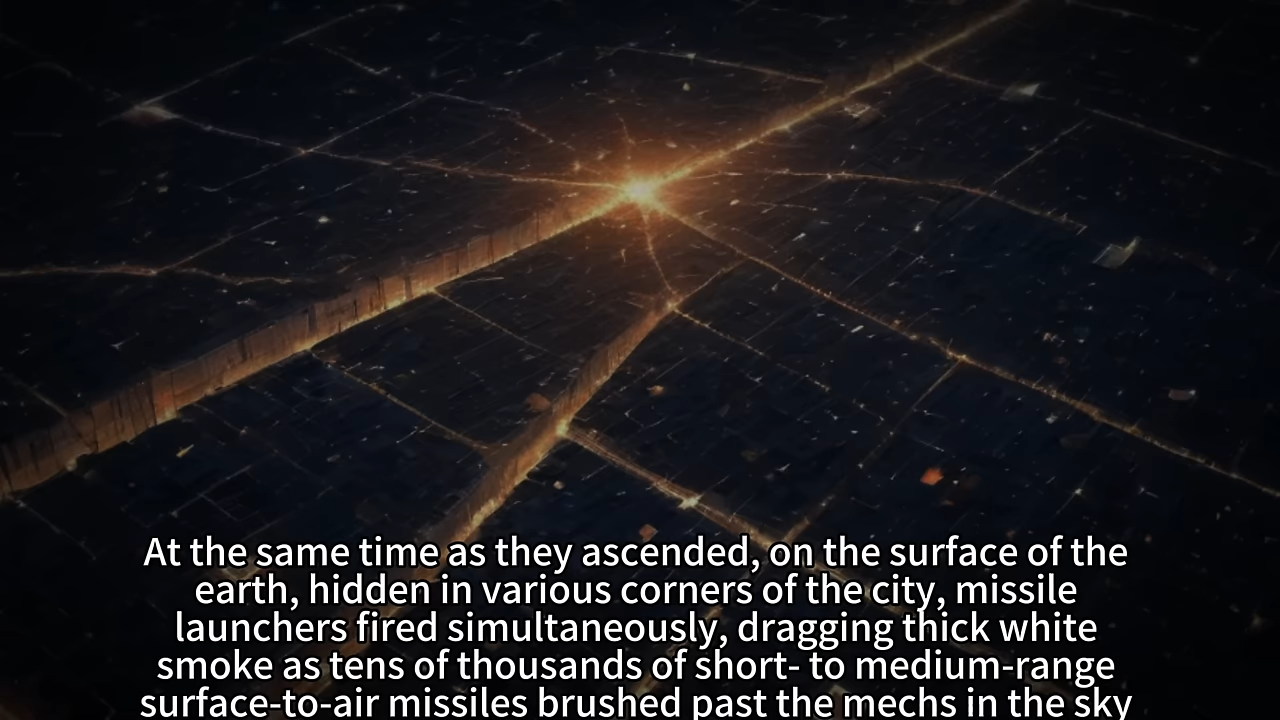 At the same time as they ascended, on the surface of the
earth, hidden in various corners of the city, missile
launchers fired simultaneously, dragging thick white
smoke as tens of thousands of short- to medium-range
surface-to-air missiles brushed past the mechs in the sky